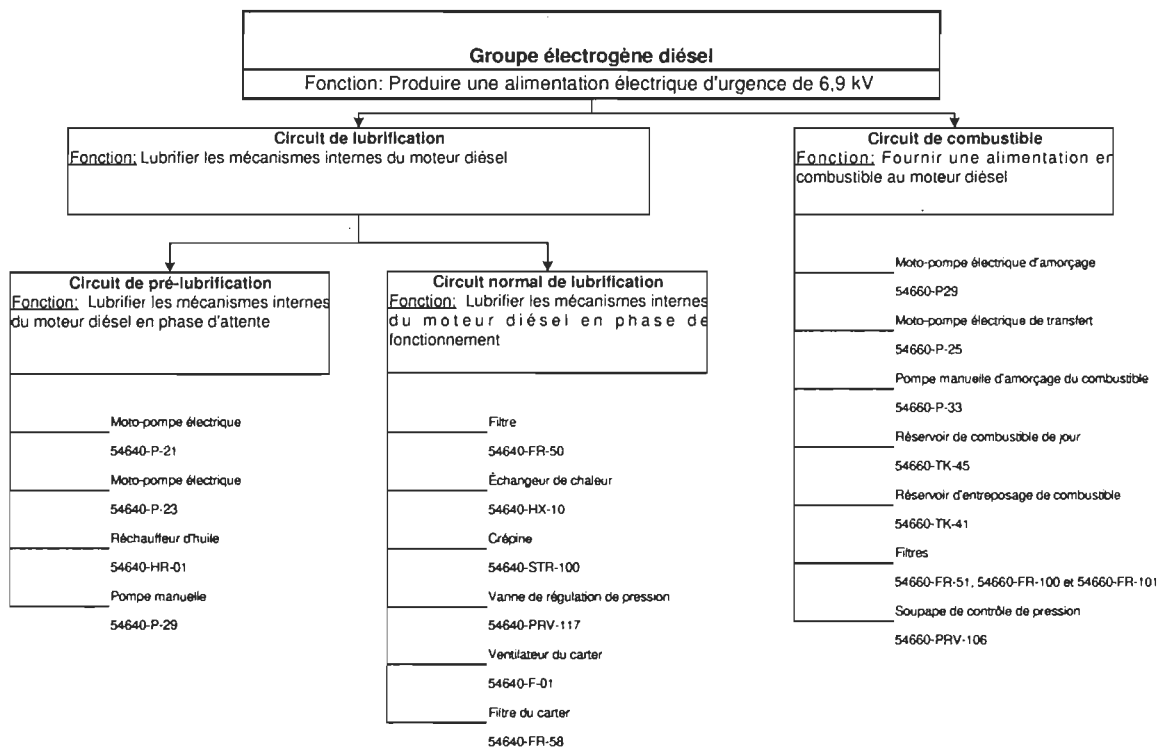 Groupe électrogène diésel
Fonction: Produire une alimentation électrique d'urgence de 6,9 kV
Circuit de lubrification
Fonction: Lubrifier les mécanismes internes du moteur diésel
Circuit de combustible
Fonction: Fournir une alimentation en
combustible au moteur diésel
Circuit de pré-lubrification
Fonction: Lubrifier les mécanismes internes
du moteur diésel en phase d'attente
Circuit normal de lubrification
Fonction: Lubrifier les mécanismes internes
du moteur diésel en phase de
fonctionnement
Moto-pompe électrique
54640-P-21
Moto-pompe électrique
54640-P-23
Réchauffeur d'huile
54640-HR-01
Pompe manuelle
54640-P-29
Filtre
54640-FR-50
Échangeur de chaleur
54640-HX-10
Crépine
54640-STR-100
Vanne de régulation de pression
54640-PRV-117
Ventilateur du carter
54640-F-01
Filtre du carter
54640-FR-58
Moto-pompe électrique d'amorçage
54660-P29
Moto-pompe électrique de transfert
54660-P-25
Pompe manuelle d'amorçage du combustible
54660-P-33
Réservoir de combustible de jour
54660-TK-45
Réservoir d'entreposage de combustible
54660-TK-41
Filtres
54660-FR-51, 54660-FR-100 et 54660-FR-101
Soupape de contrôle de pression
54660-PRV-106